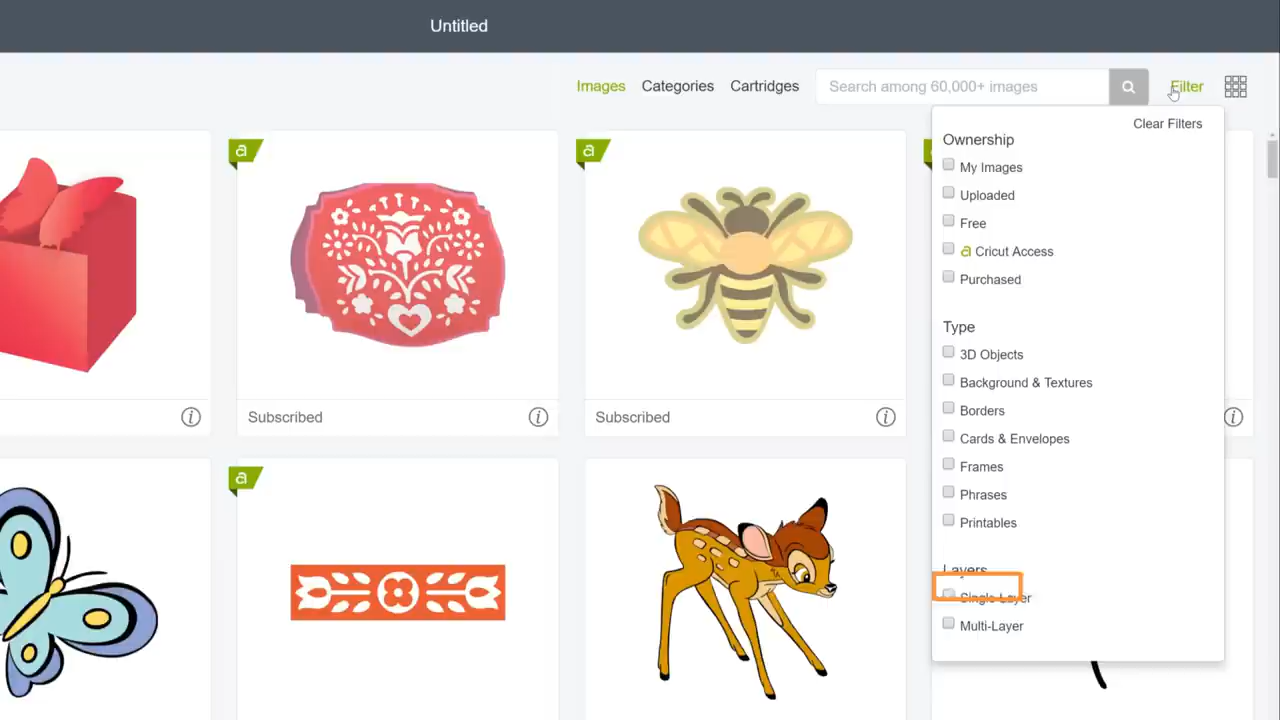 Untitled
Images Categories Cartridges Search among 60,000+ images Filter
Clear Filters
Ownership
My Images
Uploaded
Free
a Cricut Access
Purchased
Type
3D Objects
Background & Textures
Borders
Cards & Envelopes
Frames
Phrases
Printables
Layers
Single Layer
Multi-Layer
a
a
Subscribed i
Subscribed i
a